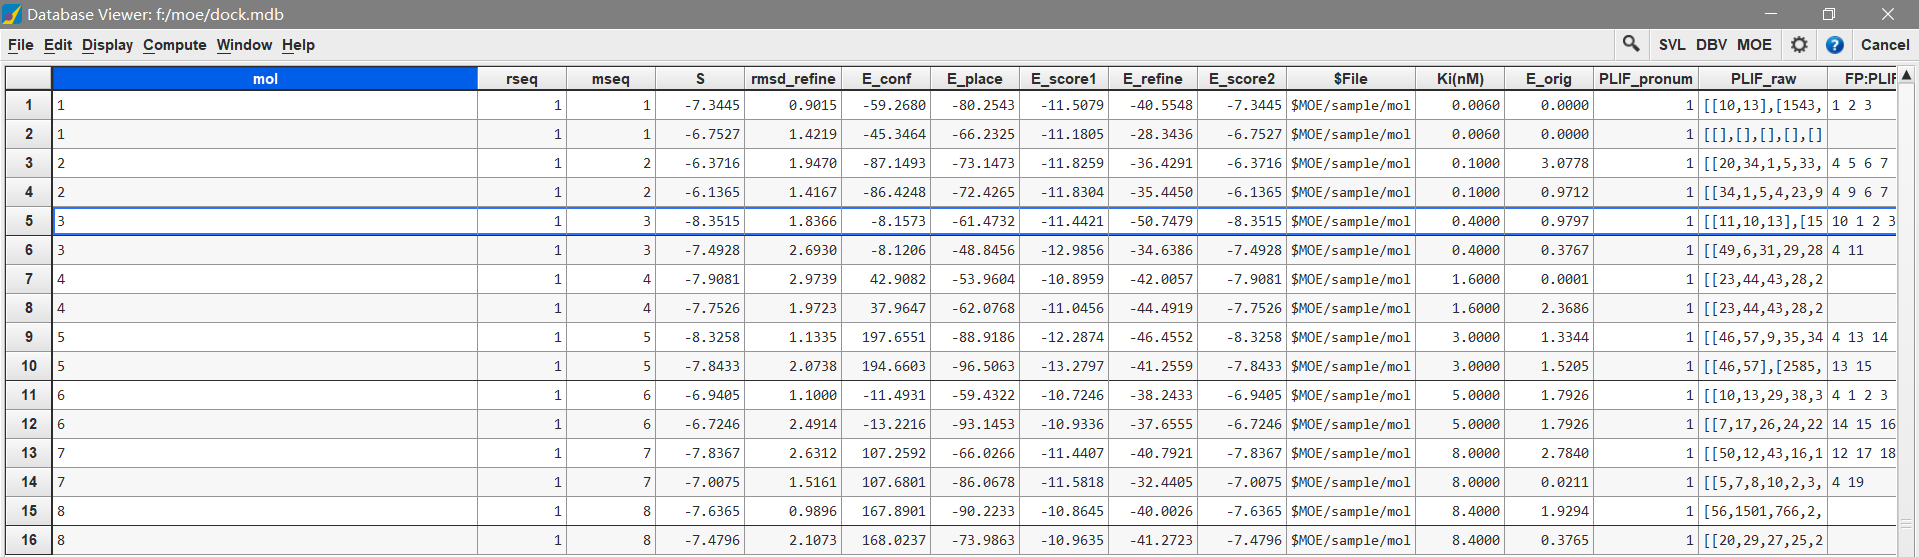 Database Viewer: f:/moe/dock.mdb
File Edit Display Compute Window Help SVL DBV MOE ? Cancel
mol rseq mseq S rmsd_refine E_conf E_place E_score1 E_refine E_score2 $File Ki(nM) E_orig PLIF_pronum PLIF_raw FP:PLIF
1 1 1 1 -7.3445 0.9015 -59.2680 -80.2543 -11.5079 -40.5548 -7.3445 $MOE/sample/mol 0.0060 0.0000 1 [[10,13],[1543, 1 2 3
2 1 1 1 -6.7527 1.4219 -45.3464 -66.2325 -11.1805 -28.3436 -6.7527 $MOE/sample/mol 0.0060 0.0000 1 [[],[],[],[],[]
3 2 1 2 -6.3716 1.9470 -87.1493 -73.1473 -11.8259 -36.4291 -6.3716 $MOE/sample/mol 0.1000 3.0778 1 [[20,34,1,5,33, 4 5 6 7
4 2 1 2 -6.1365 1.4167 -86.4248 -72.4265 -11.8304 -35.4450 -6.1365 $MOE/sample/mol 0.1000 0.9712 1 [[34,1,5,4,23,9 4 9 6 7
5 3 1 3 -8.3515 1.8366 -8.1573 -61.4732 -11.4421 -50.7479 -8.3515 $MOE/sample/mol 0.4000 0.9797 1 [[11,10,13],[15 10 1 2 3
6 3 1 3 -7.4928 2.6930 -8.1206 -48.8456 -12.9856 -34.6386 -7.4928 $MOE/sample/mol 0.4000 0.3767 1 [[49,6,31,29,28 4 11
7 4 1 4 -7.9081 2.9739 42.9082 -53.9604 -10.8959 -42.0057 -7.9081 $MOE/sample/mol 1.6000 0.0001 1 [[23,44,43,28,2
8 4 1 4 -7.7526 1.9723 37.9647 -62.0768 -11.0456 -44.4919 -7.7526 $MOE/sample/mol 1.6000 2.3686 1 [[23,44,43,28,2
9 5 1 5 -8.3258 1.1335 197.6551 -88.9186 -12.2874 -46.4552 -8.3258 $MOE/sample/mol 3.0000 1.3344 1 [[46,57,9,35,34 4 13 14
10 5 1 5 -7.8433 2.0738 194.6603 -96.5063 -13.2797 -41.2559 -7.8433 $MOE/sample/mol 3.0000 1.5205 1 [[46,57],[2585, 13 15
11 6 1 6 -6.9405 1.1000 -11.4931 -59.4322 -10.7246 -38.2433 -6.9405 $MOE/sample/mol 5.0000 1.7926 1 [[10,13,29,38,3 4 1 2 3
12 6 1 6 -6.7246 2.4914 -13.2216 -93.1453 -10.9336 -37.6555 -6.7246 $MOE/sample/mol 5.0000 1.7926 1 [[7,17,26,24,22 14 15 16
13 7 1 7 -7.8367 2.6312 107.2592 -66.0266 -11.4407 -40.7921 -7.8367 $MOE/sample/mol 8.0000 2.7840 1 [[50,12,43,16,1 12 17 18
14 7 1 7 -7.0075 1.5161 107.6801 -86.0678 -11.5818 -32.4405 -7.0075 $MOE/sample/mol 8.0000 0.0211 1 [[5,7,8,10,2,3, 4 19
15 8 1 8 -7.6365 0.9896 167.8901 -90.2233 -10.8645 -40.0026 -7.6365 $MOE/sample/mol 8.4000 1.9294 1 [56,1501,766,2,
16 8 1 8 -7.4796 2.1073 168.0237 -73.9863 -10.9635 -41.2723 -7.4796 $MOE/sample/mol 8.4000 0.3765 1 [[20,29,27,25,2